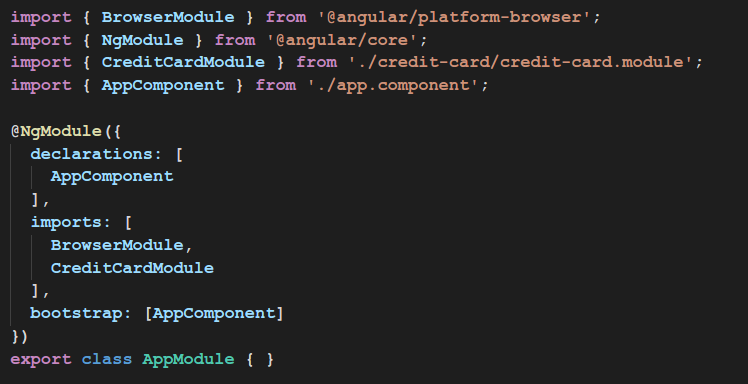 import { BrowserModule } from '@angular/platform-browser';
import { NgModule } from '@angular/core';
import { CreditCardModule } from './credit-card/credit-card.module';
import { AppComponent } from './app.component';

@NgModule({
  declarations: [
    AppComponent
  ],
  imports: [
    BrowserModule,
    CreditCardModule
  ],
  bootstrap: [AppComponent]
})
export class AppModule { }